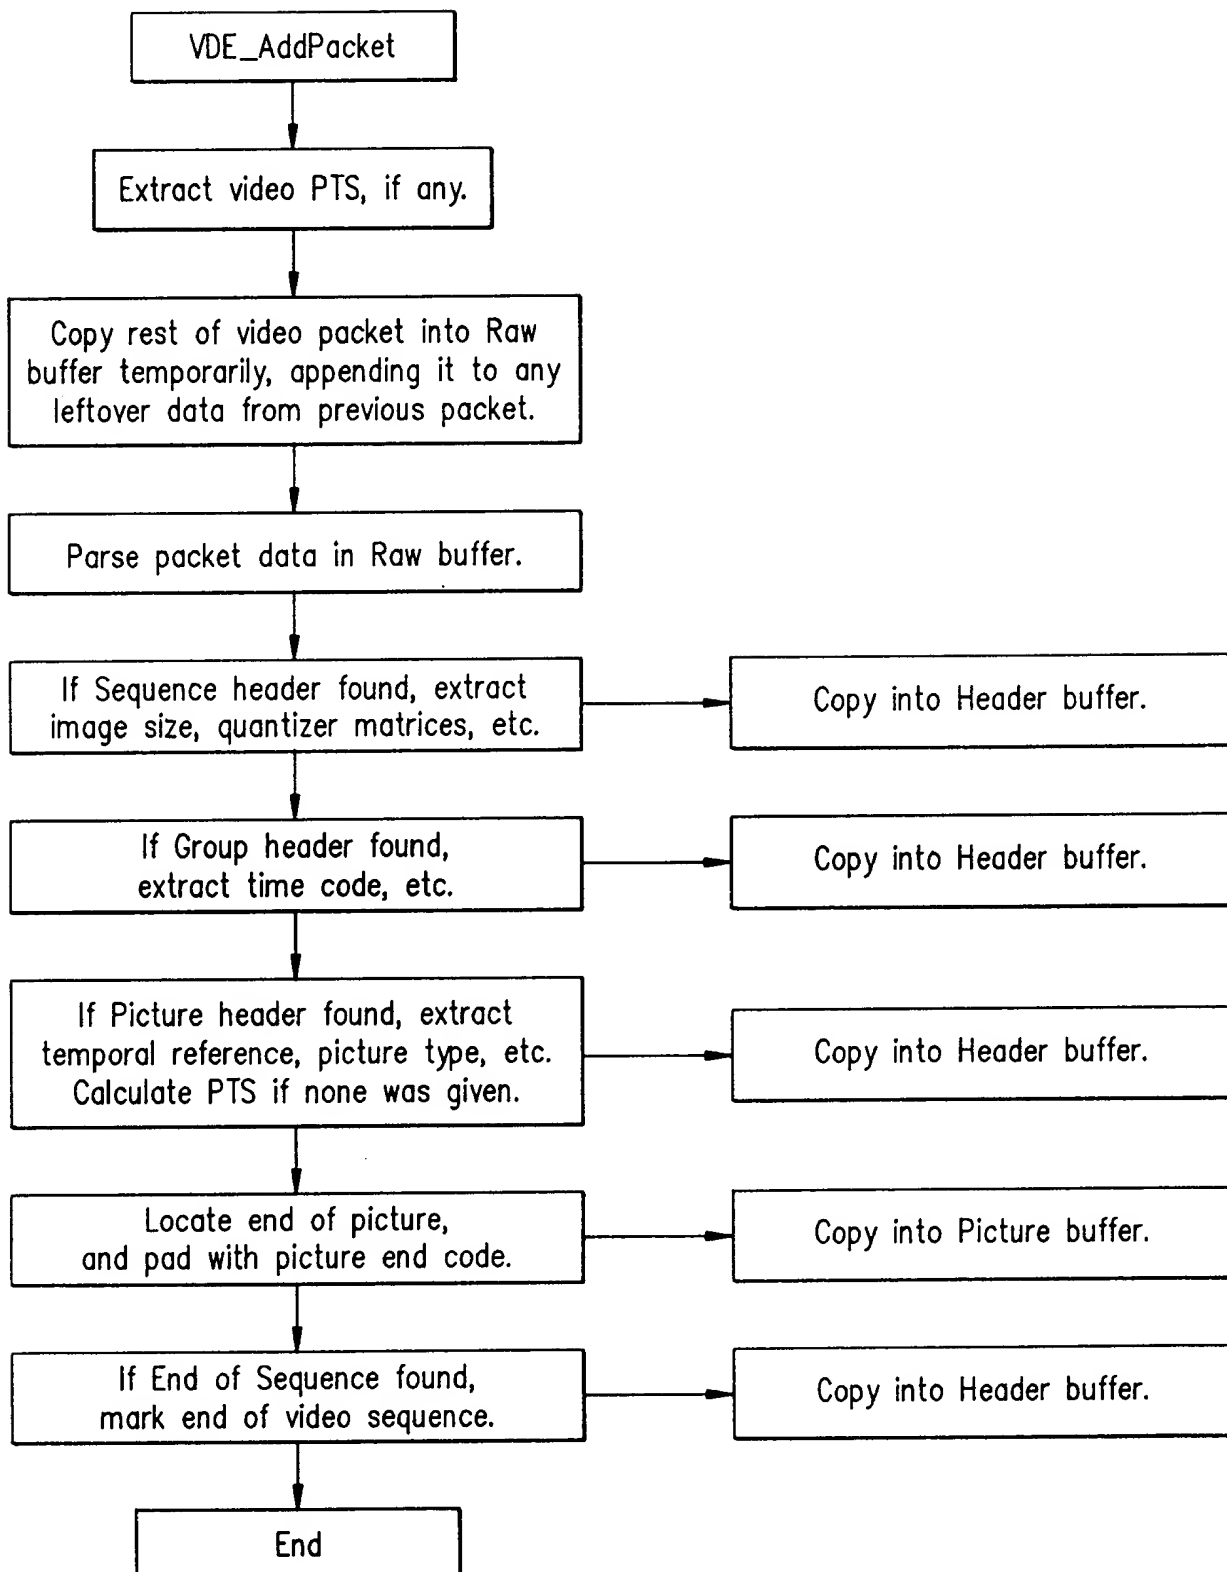 VDE_AddPacket
Extract video PTS, if any.
Copy rest of video packet into Raw
buffer temporarily, appending it to any
leftover data from previous packet.
Parse packet data in Raw buffer.
If Sequence header found, extract
image size, quantizer matrices, etc.
Copy into Header buffer.
If Group header found,
extract time code, etc.
Copy into Header buffer.
If Picture header found, extract
temporal reference, picture type, etc.
Calculate PTS if none was given.
Copy into Header buffer.
Locate end of picture,
and pad with picture end code.
Copy into Picture buffer.
If End of Sequence found,
mark end of video sequence.
Copy into Header buffer.
End